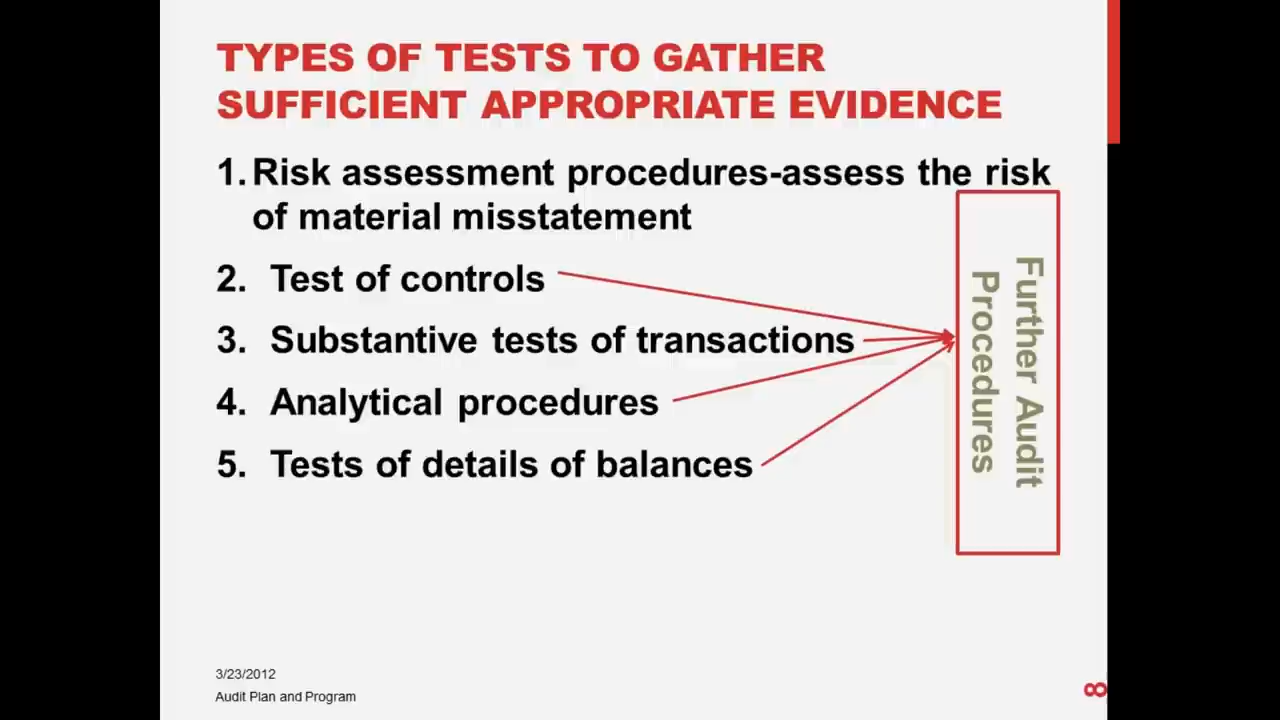 TYPES OF TESTS TO GATHER
SUFFICIENT APPROPRIATE EVIDENCE
1. Risk assessment procedures-assess the risk
of material misstatement
2. Test of controls
3. Substantive tests of transactions
4. Analytical procedures
5. Tests of details of balances
Further Audit
Procedures
3/23/2012
Audit Plan and Program
8